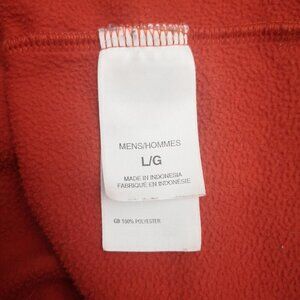 MENS/HOMMES
L/G
MADE IN INDONESIA
FABRIQUÉ EN INDONÉSIE
GB 100% POLYESTER